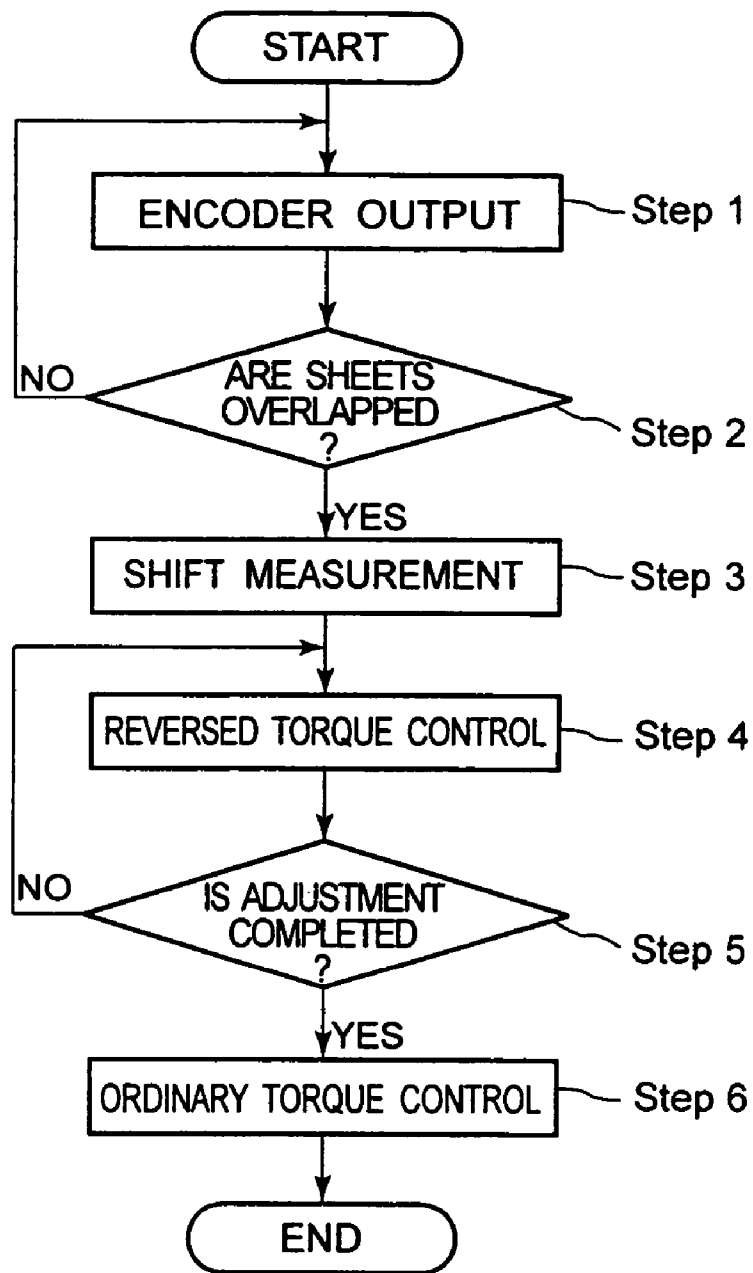 START
ENCODER OUTPUT
Step 1
ARE SHEETS
OVERLAPPED
?
Step 2
NO
YES
SHIFT MEASUREMENT
Step 3
REVERSED TORQUE CONTROL
Step 4
IS ADJUSTMENT
COMPLETED
?
Step 5
NO
YES
ORDINARY TORQUE CONTROL
Step 6
END